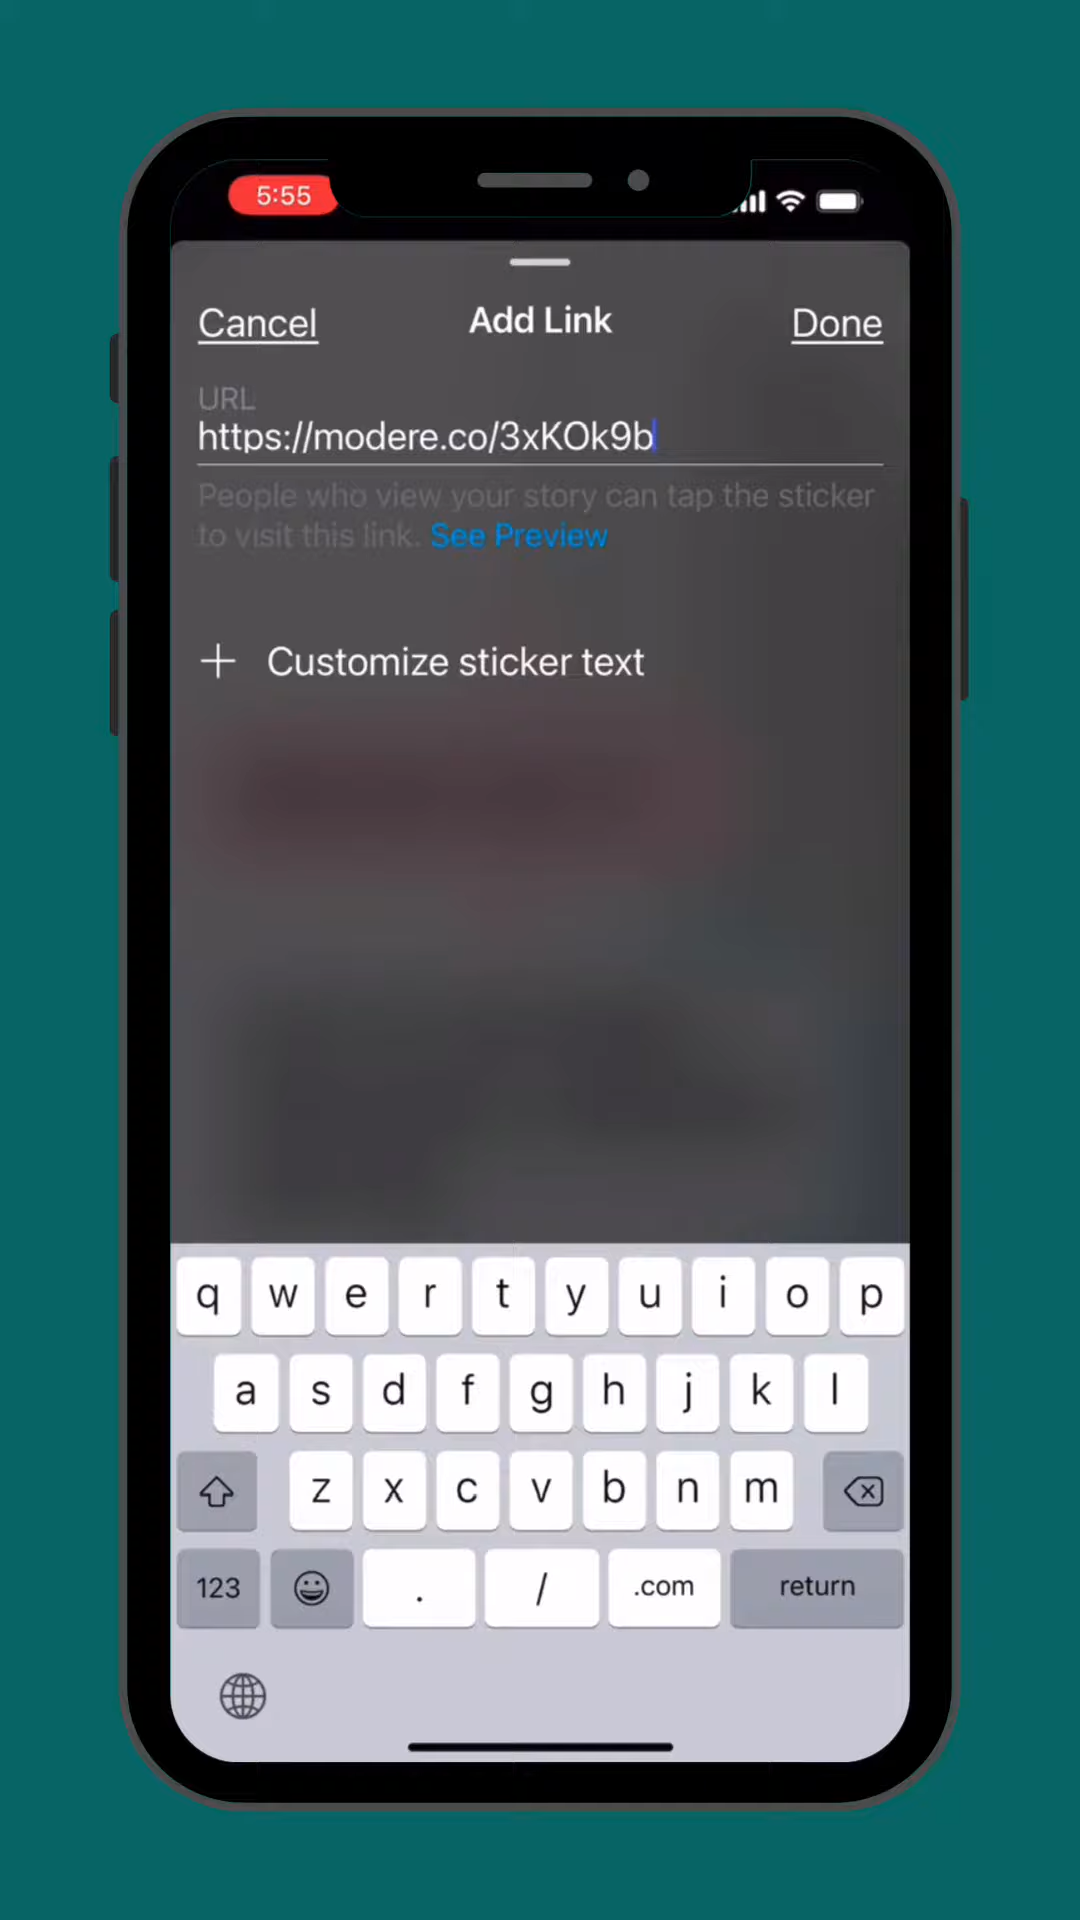 5:55
Cancel
Add Link
Done
URL
https://modere.co/3xKOk9b
People who view your story can tap the sticker
to visit this link. See Preview
+ Customize sticker text
q w e r t y u i o p
a s d f g h j k l
z x c v b n m
123 . / .com return